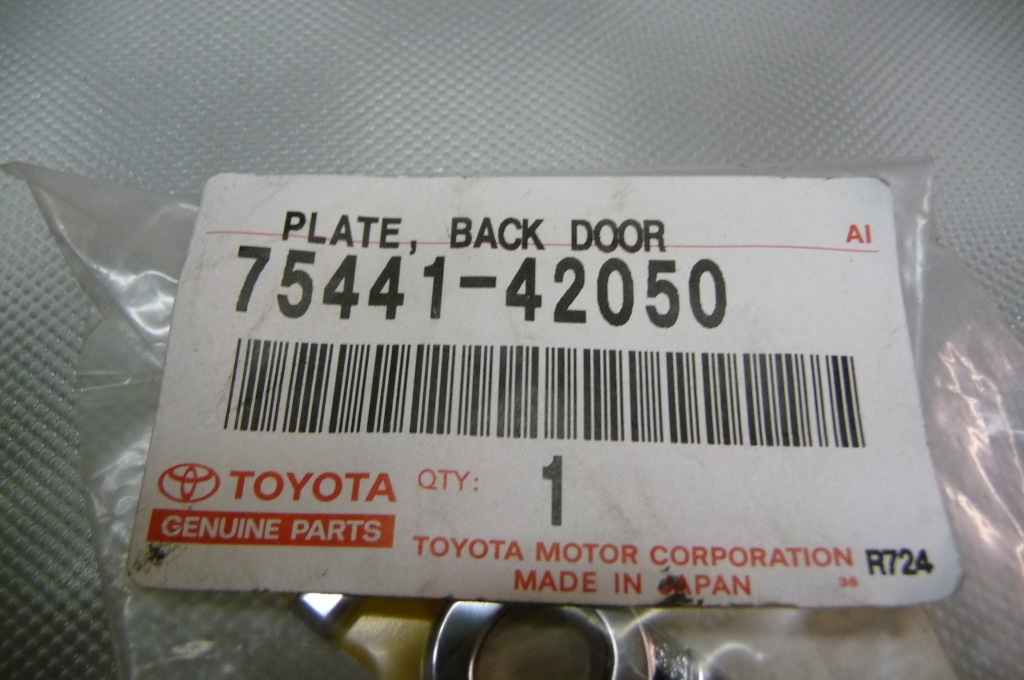 PLATE, BACK DOOR
AI
75441-42050
TOYOTA
QTY: 1
GENUINE PARTS
TOYOTA MOTOR CORPORATION
R724
MADE IN JAPAN
38